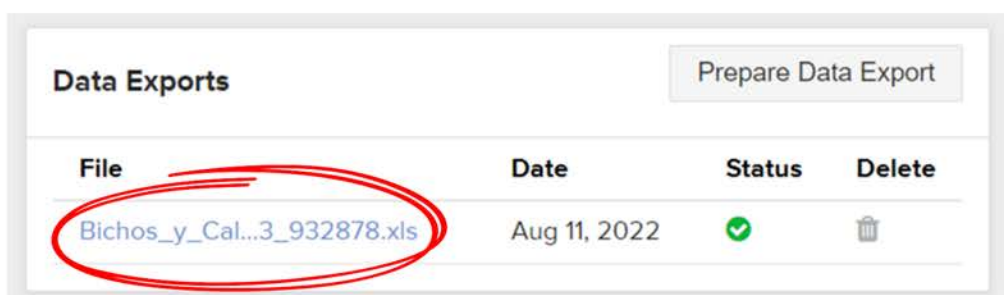 Data Exports
Prepare Data Export
File Date Status Delete
Bichos_y_Cal...3_932878.xls Aug 11, 2022